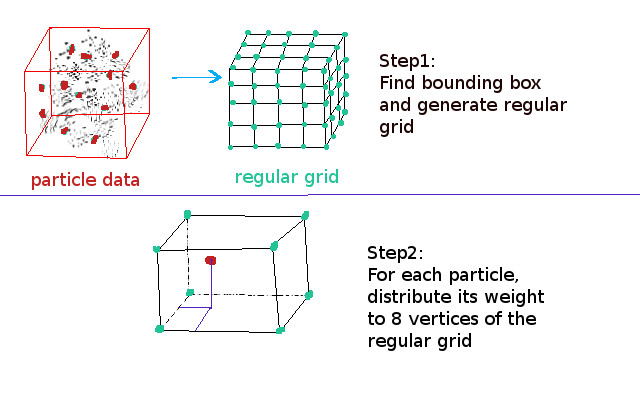 Step1:
Find bounding box
and generate regular
grid
particle data
regular grid
Step2:
For each particle,
distribute its weight
to 8 vertices of the
regular grid